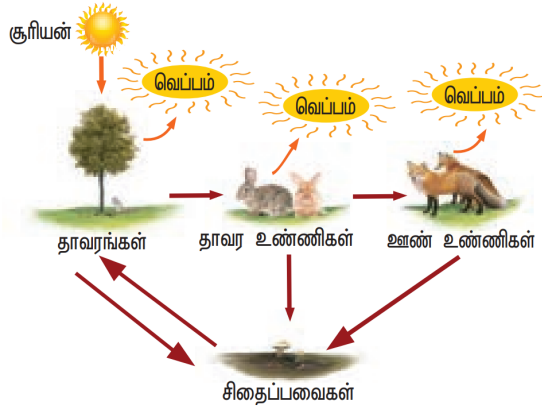 சூரியன்
வெப்பம்
வெப்பம்
வெப்பம்
தாவரங்கள்
தாவர உண்ணிகள்
ஊண் உண்ணிகள்
சிதைப்பவைகள்